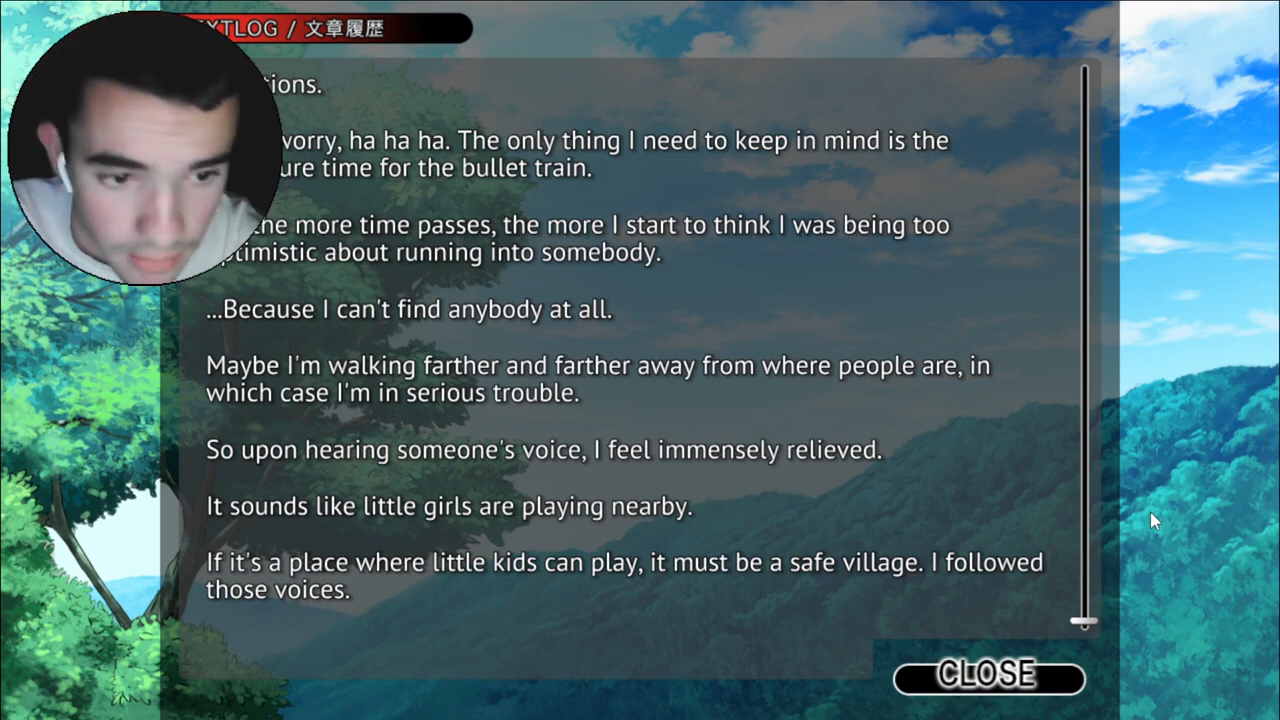 TLOG / 文章履歴
tions.
worry, ha ha ha. The only thing I need to keep in mind is the
ure time for the bullet train.
the more time passes, the more I start to think I was being too
optimistic about running into somebody.
...Because I can't find anybody at all.
Maybe I'm walking farther and farther away from where people are, in
which case I'm in serious trouble.
So upon hearing someone's voice, I feel immensely relieved.
It sounds like little girls are playing nearby.
If it's a place where little kids can play, it must be a safe village. I followed
those voices.
CLOSE